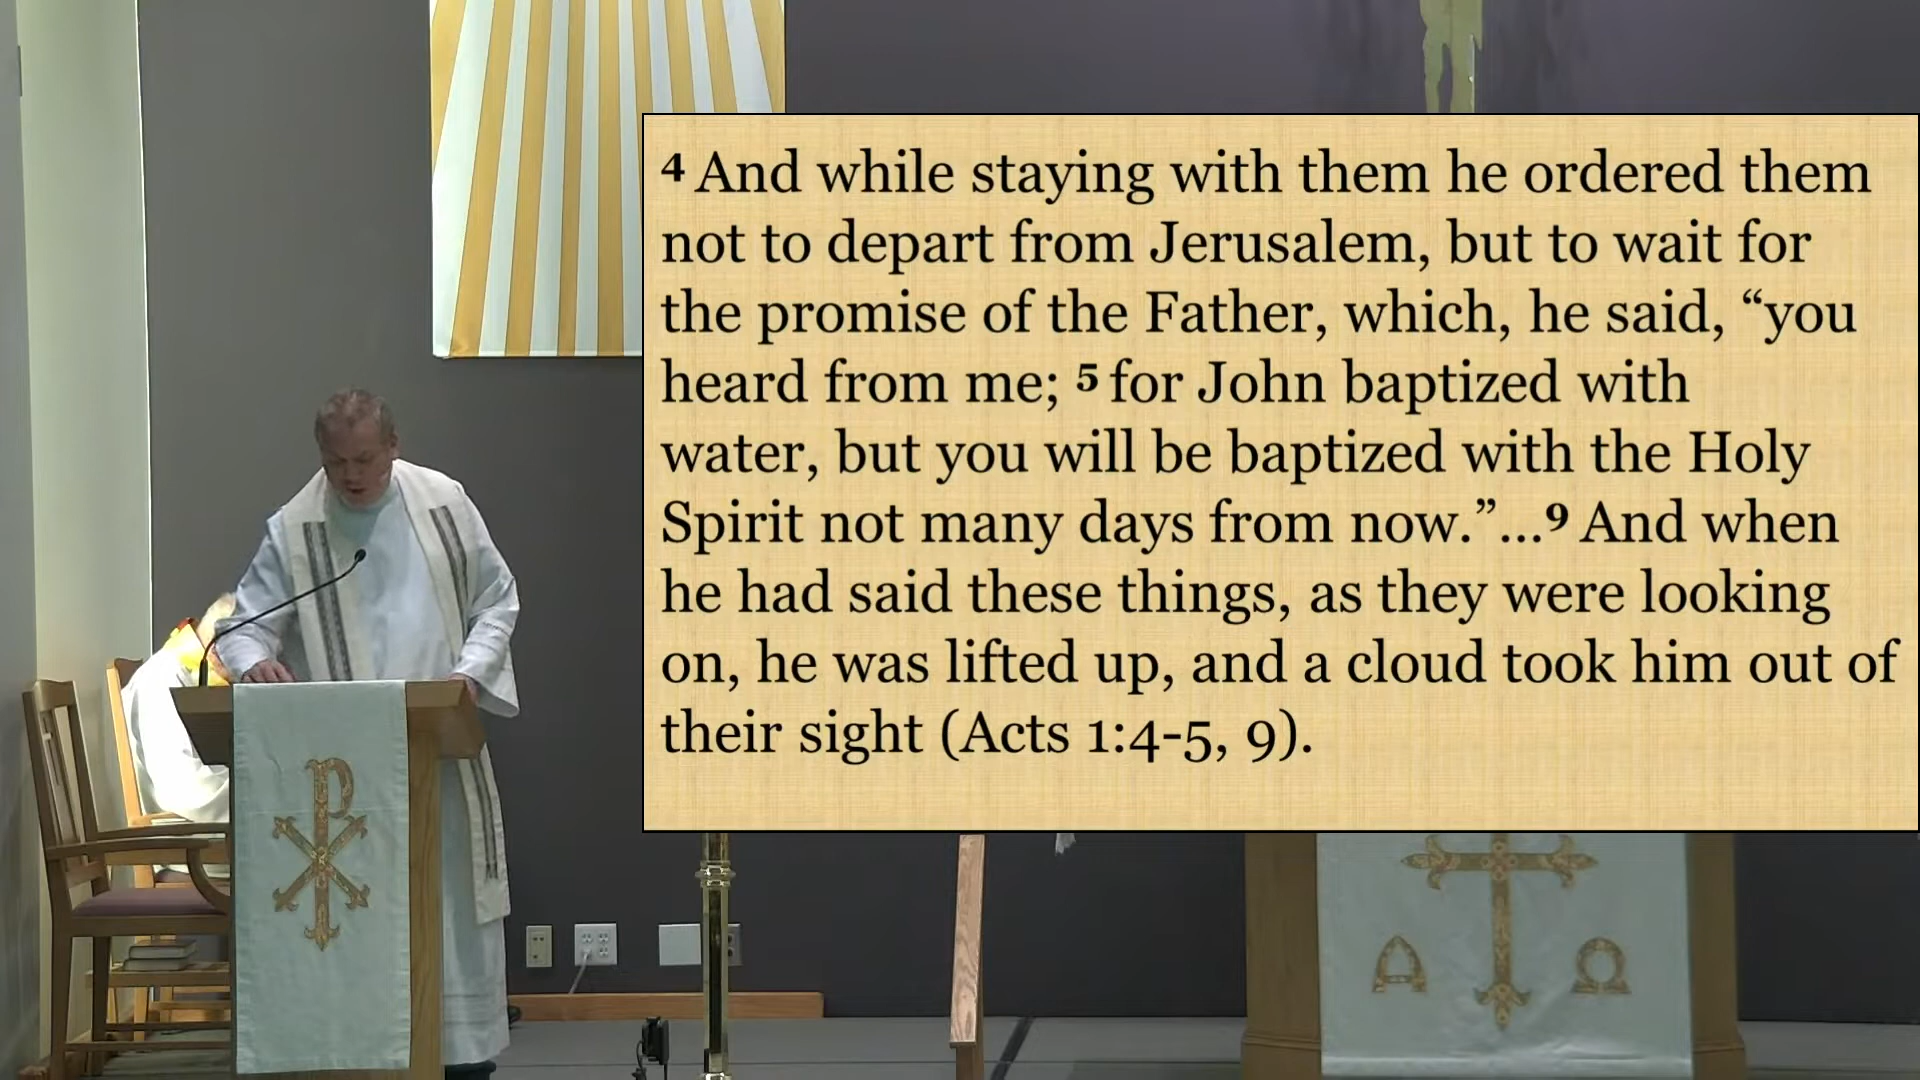 4 And while staying with them he ordered them
not to depart from Jerusalem, but to wait for
the promise of the Father, which, he said, “you
heard from me; 5 for John baptized with
water, but you will be baptized with the Holy
Spirit not many days from now.”...9 And when
he had said these things, as they were looking
on, he was lifted up, and a cloud took him out of
their sight (Acts 1:4-5, 9).
Α Ω